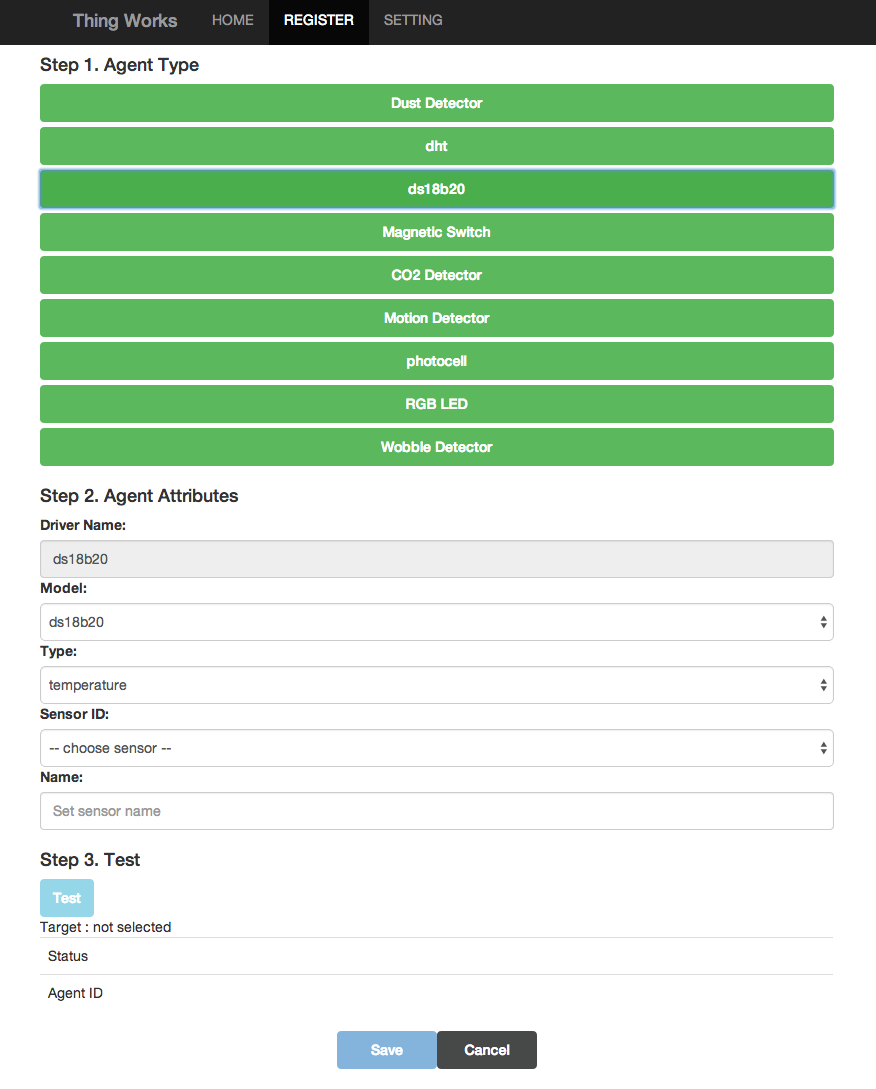 Thing Works HOME REGISTER SETTING
Step 1. Agent Type
Dust Detector
dht
ds18b20
Magnetic Switch
CO2 Detector
Motion Detector
photocell
RGB LED
Wobble Detector
Step 2. Agent Attributes
Driver Name:
ds18b20
Model:
ds18b20
Type:
temperature
Sensor ID:
-- choose sensor --
Name:
Set sensor name
Step 3. Test
Test
Target : not selected
Status
Agent ID
Save Cancel